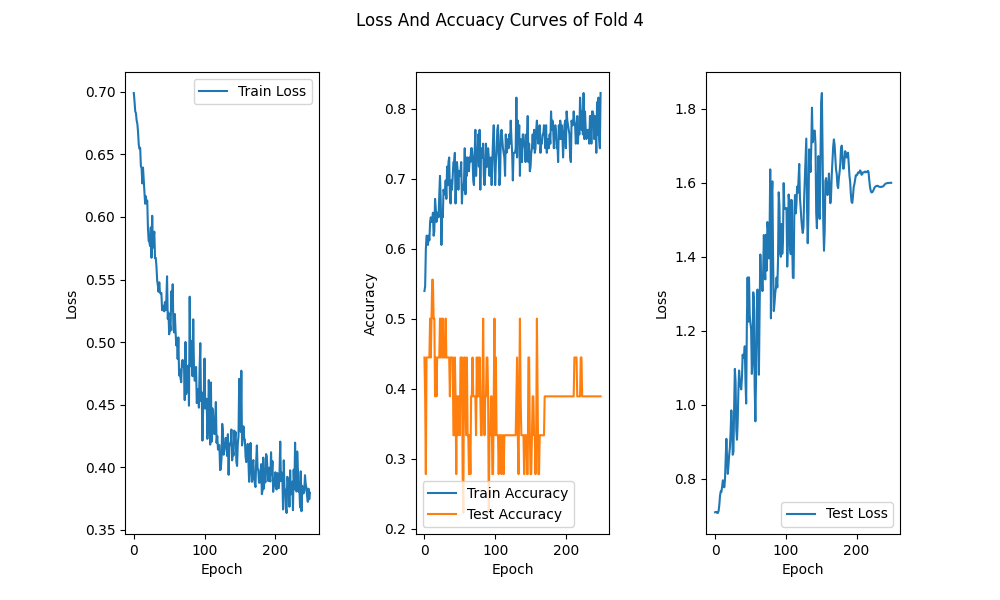 Loss And Accuacy Curves of Fold 4
0.70
0.65
0.60
0.55
0.50
0.45
0.40
0.35
Loss
0
100
200
Epoch
Train Loss
0.8
0.7
0.6
0.5
0.4
0.3
0.2
Accuracy
0
100
200
Epoch
Train Accuracy
Test Accuracy
1.8
1.6
1.4
1.2
1.0
0.8
Loss
0
100
200
Epoch
Test Loss